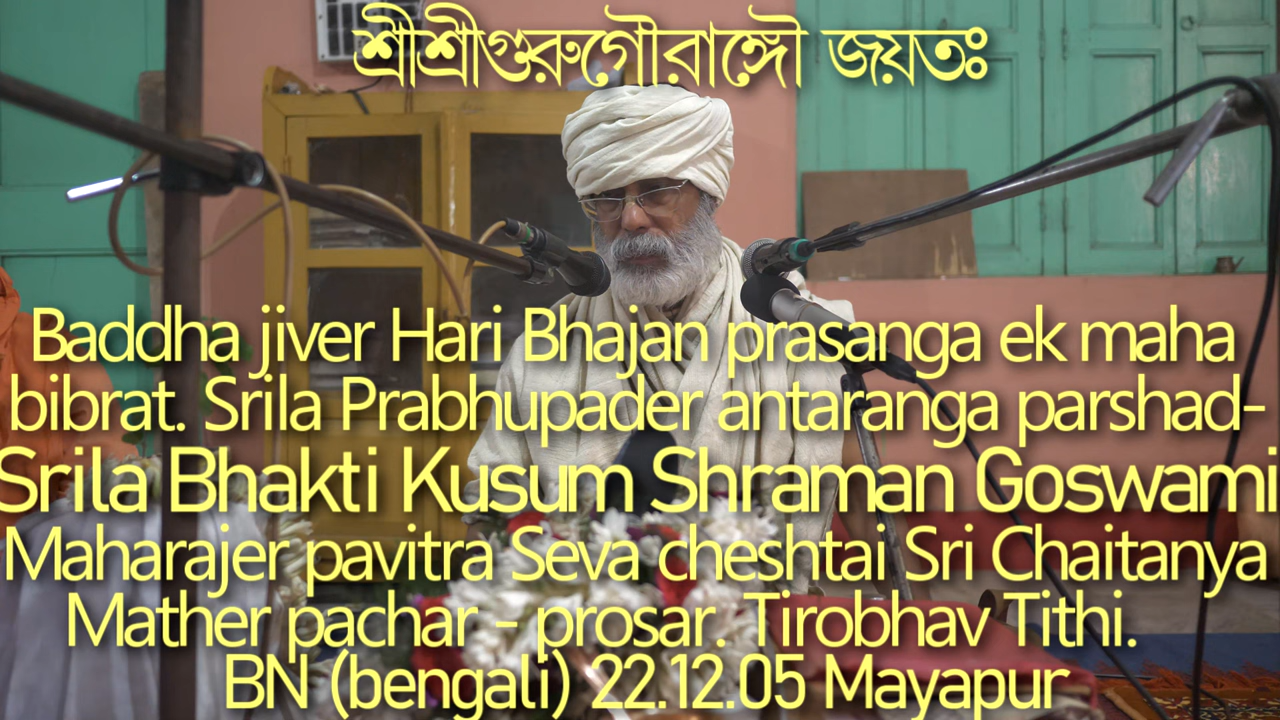 শ্রীশ্রীগুরুগৌরাঙ্গৌ জয়তঃ
Baddha jiver Hari Bhajan prasanga ek maha
bibrat. Srila Prabhupader antaranga parshad-
Srila Bhakti Kusum Shraman Goswami
Maharajer pavitra Seva cheshtai Sri Chaitanya
Mather pachar - prosar. Tirobhav Tithi.
BN (bengali) 22.12.05 Mayapur